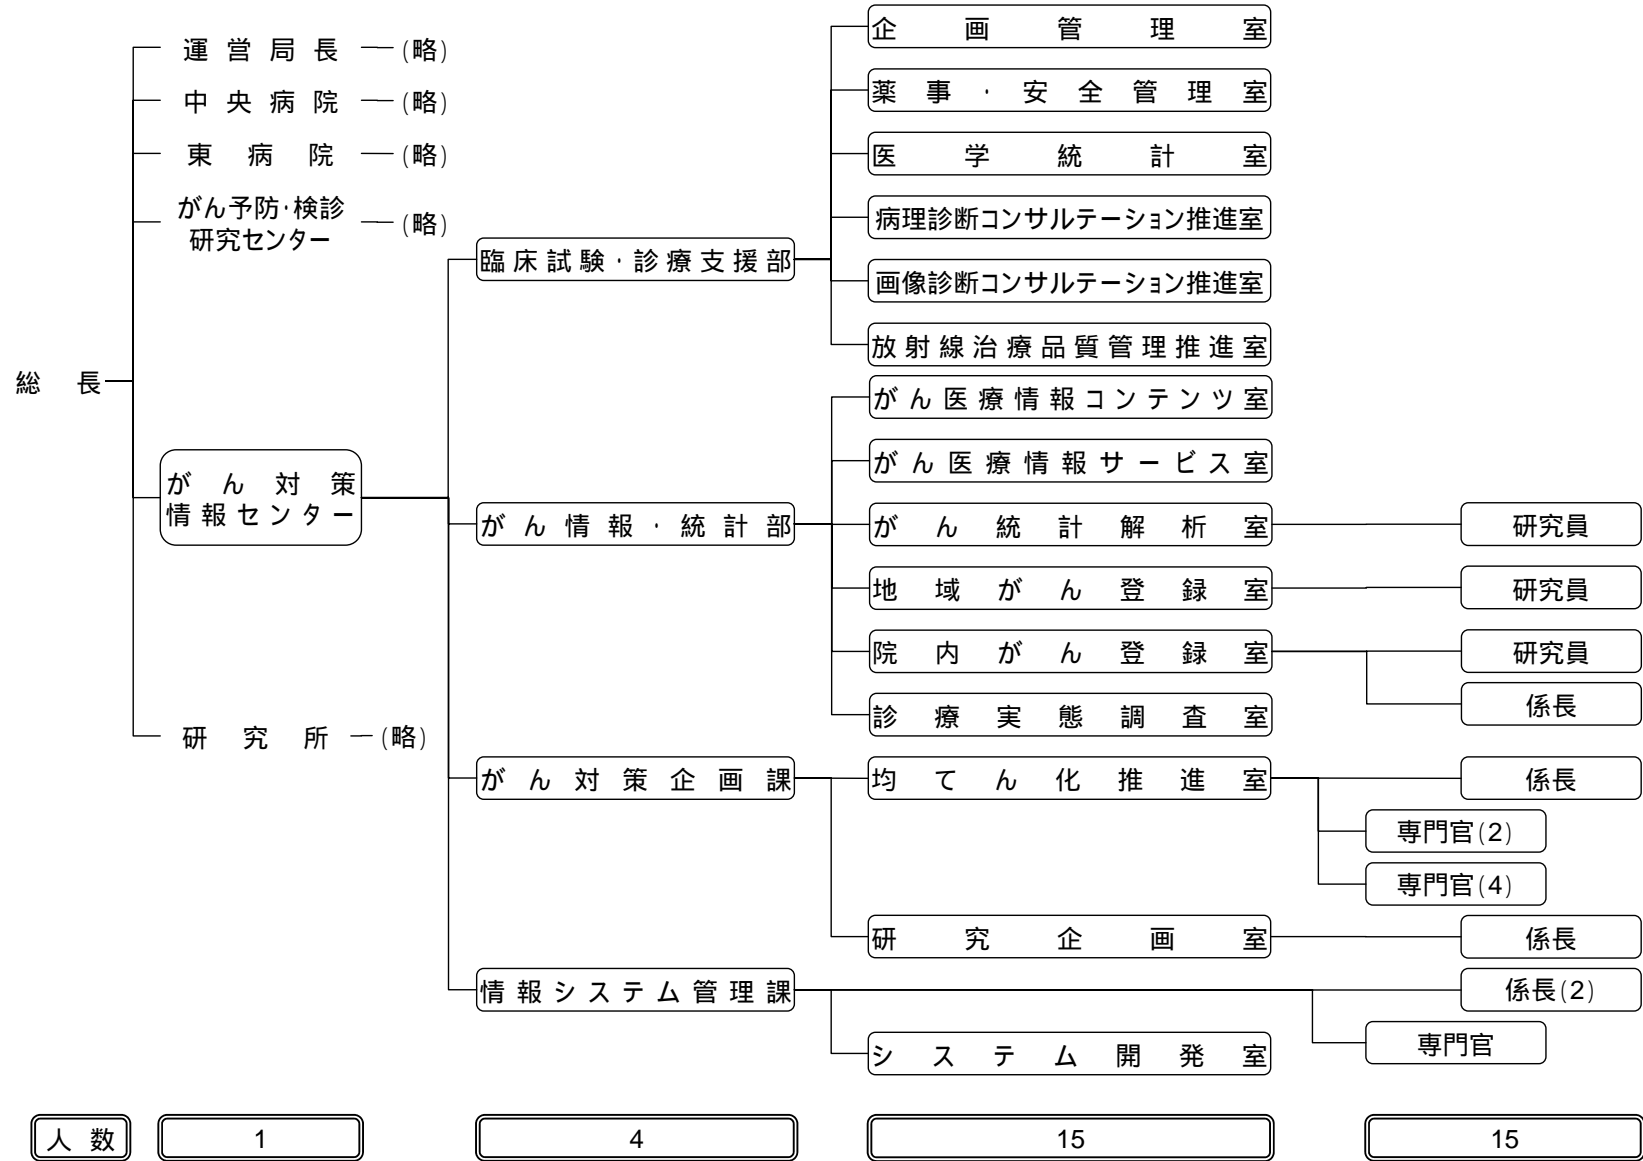 総長
運営局長 (略)
中央病院 (略)
東病院 (略)
がん予防・検診
研究センター
(略)
がん対策
情報センター
研究所 (略)
臨床試験・診療支援部
企画管理室
薬事・安全管理室
医学統計室
病理診断コンサルテーション推進室
画像診断コンサルテーション推進室
放射線治療品質管理推進室
がん情報・統計部
がん医療情報コンテンツ室
がん医療情報サービス室
がん統計解析室
研究員
地域がん登録室
研究員
院内がん登録室
研究員
係長
診療実態調査室
がん対策企画課
均てん化推進室
係長
専門官(2)
専門官(4)
研究企画室
係長
情報システム管理課
係長(2)
専門官
システム開発室
人数
1
4
15
15